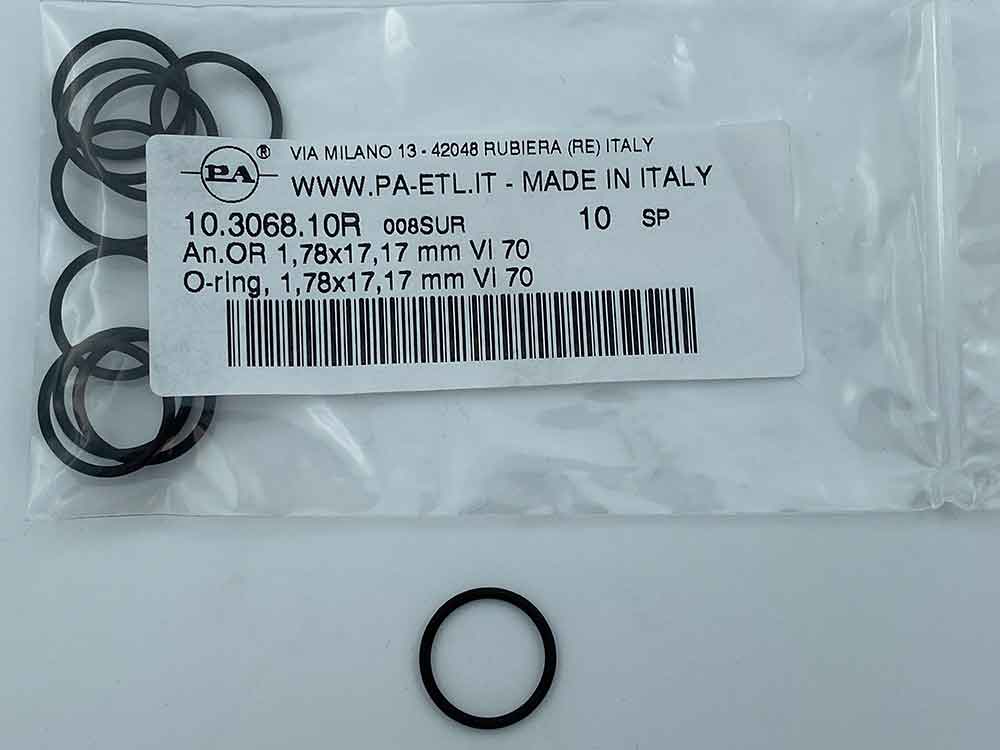 PA®
VIA MILANO 13 - 42048 RUBIERA (RE) ITALY
WWW.PA-ETL.IT - MADE IN ITALY
10.3068.10R 008SUR 10 SP
An.OR 1,78x17,17 mm Vi 70
O-ring, 1,78x17,17 mm Vi 70